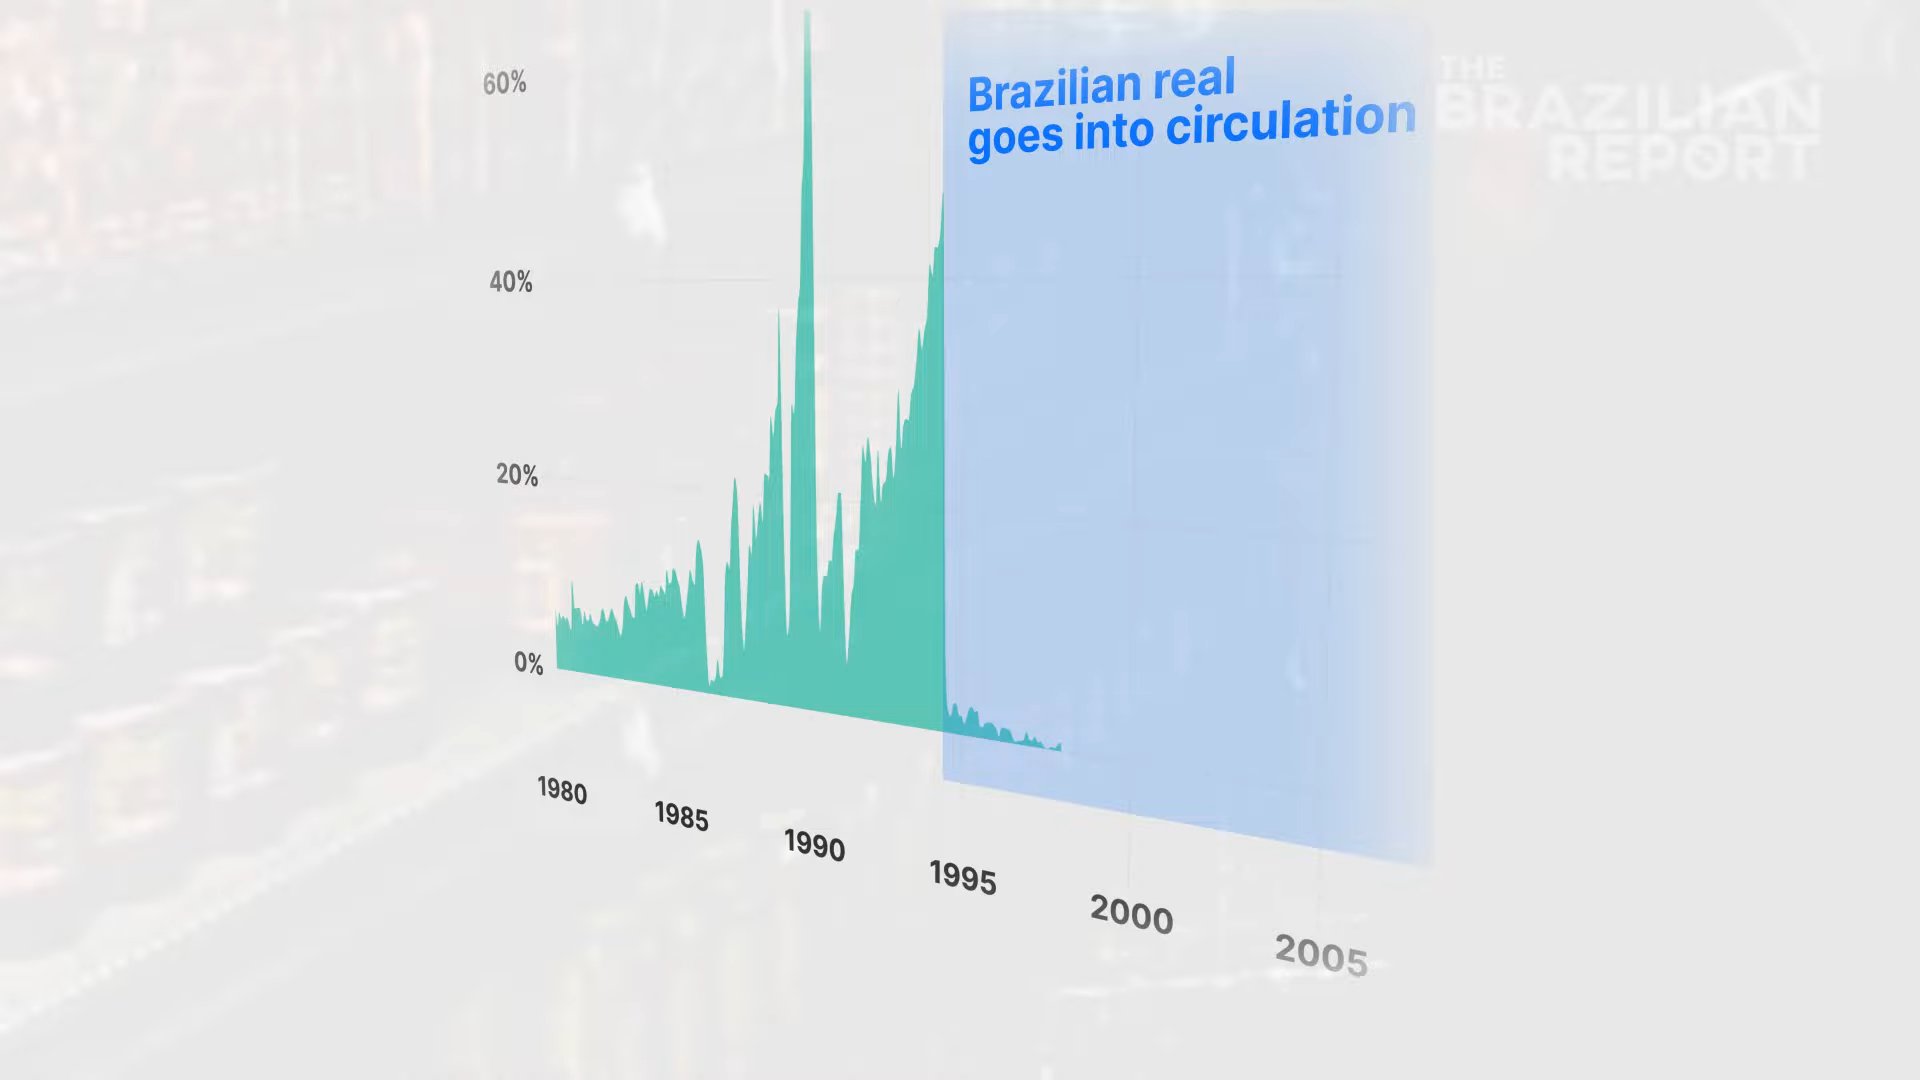 60%
40%
20%
0%
Brazilian real
goes into circulation
THE
BRAZILIAN
REPORT
1980
1985
1990
1995
2000
2005